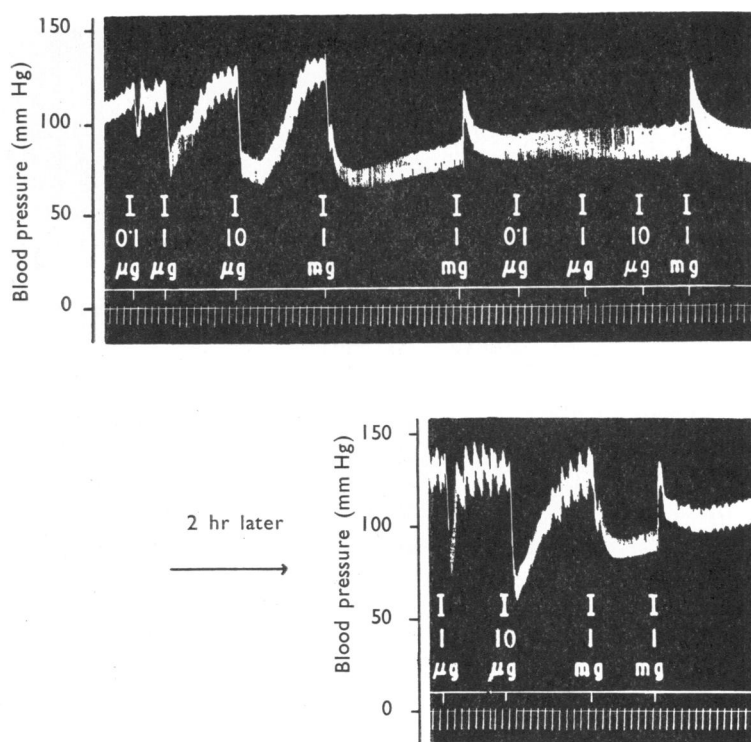 Blood pressure (mm Hg)
150
100
50
0
I I I I I I I I I
0.1 1 10 1 1 0.1 1 10 1
μg μg μg mg mg μg μg μg mg
2 hr later
Blood pressure (mm Hg)
150
100
50
0
I I I I
1 10 1 1
μg μg mg mg